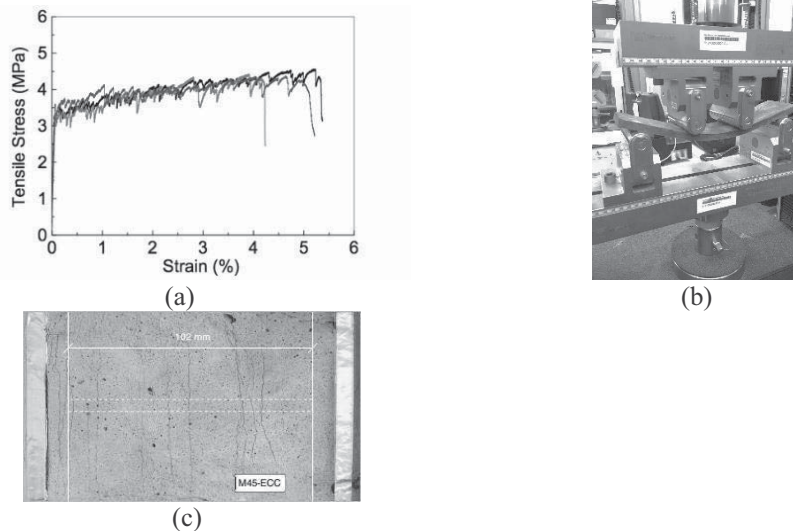 6
5
4
3
2
1
0
Tensile Stress (MPa)
0 1 2 3 4 5 6
Strain (%)
(a)
(b)
102 mm
M45-ECC
(c)